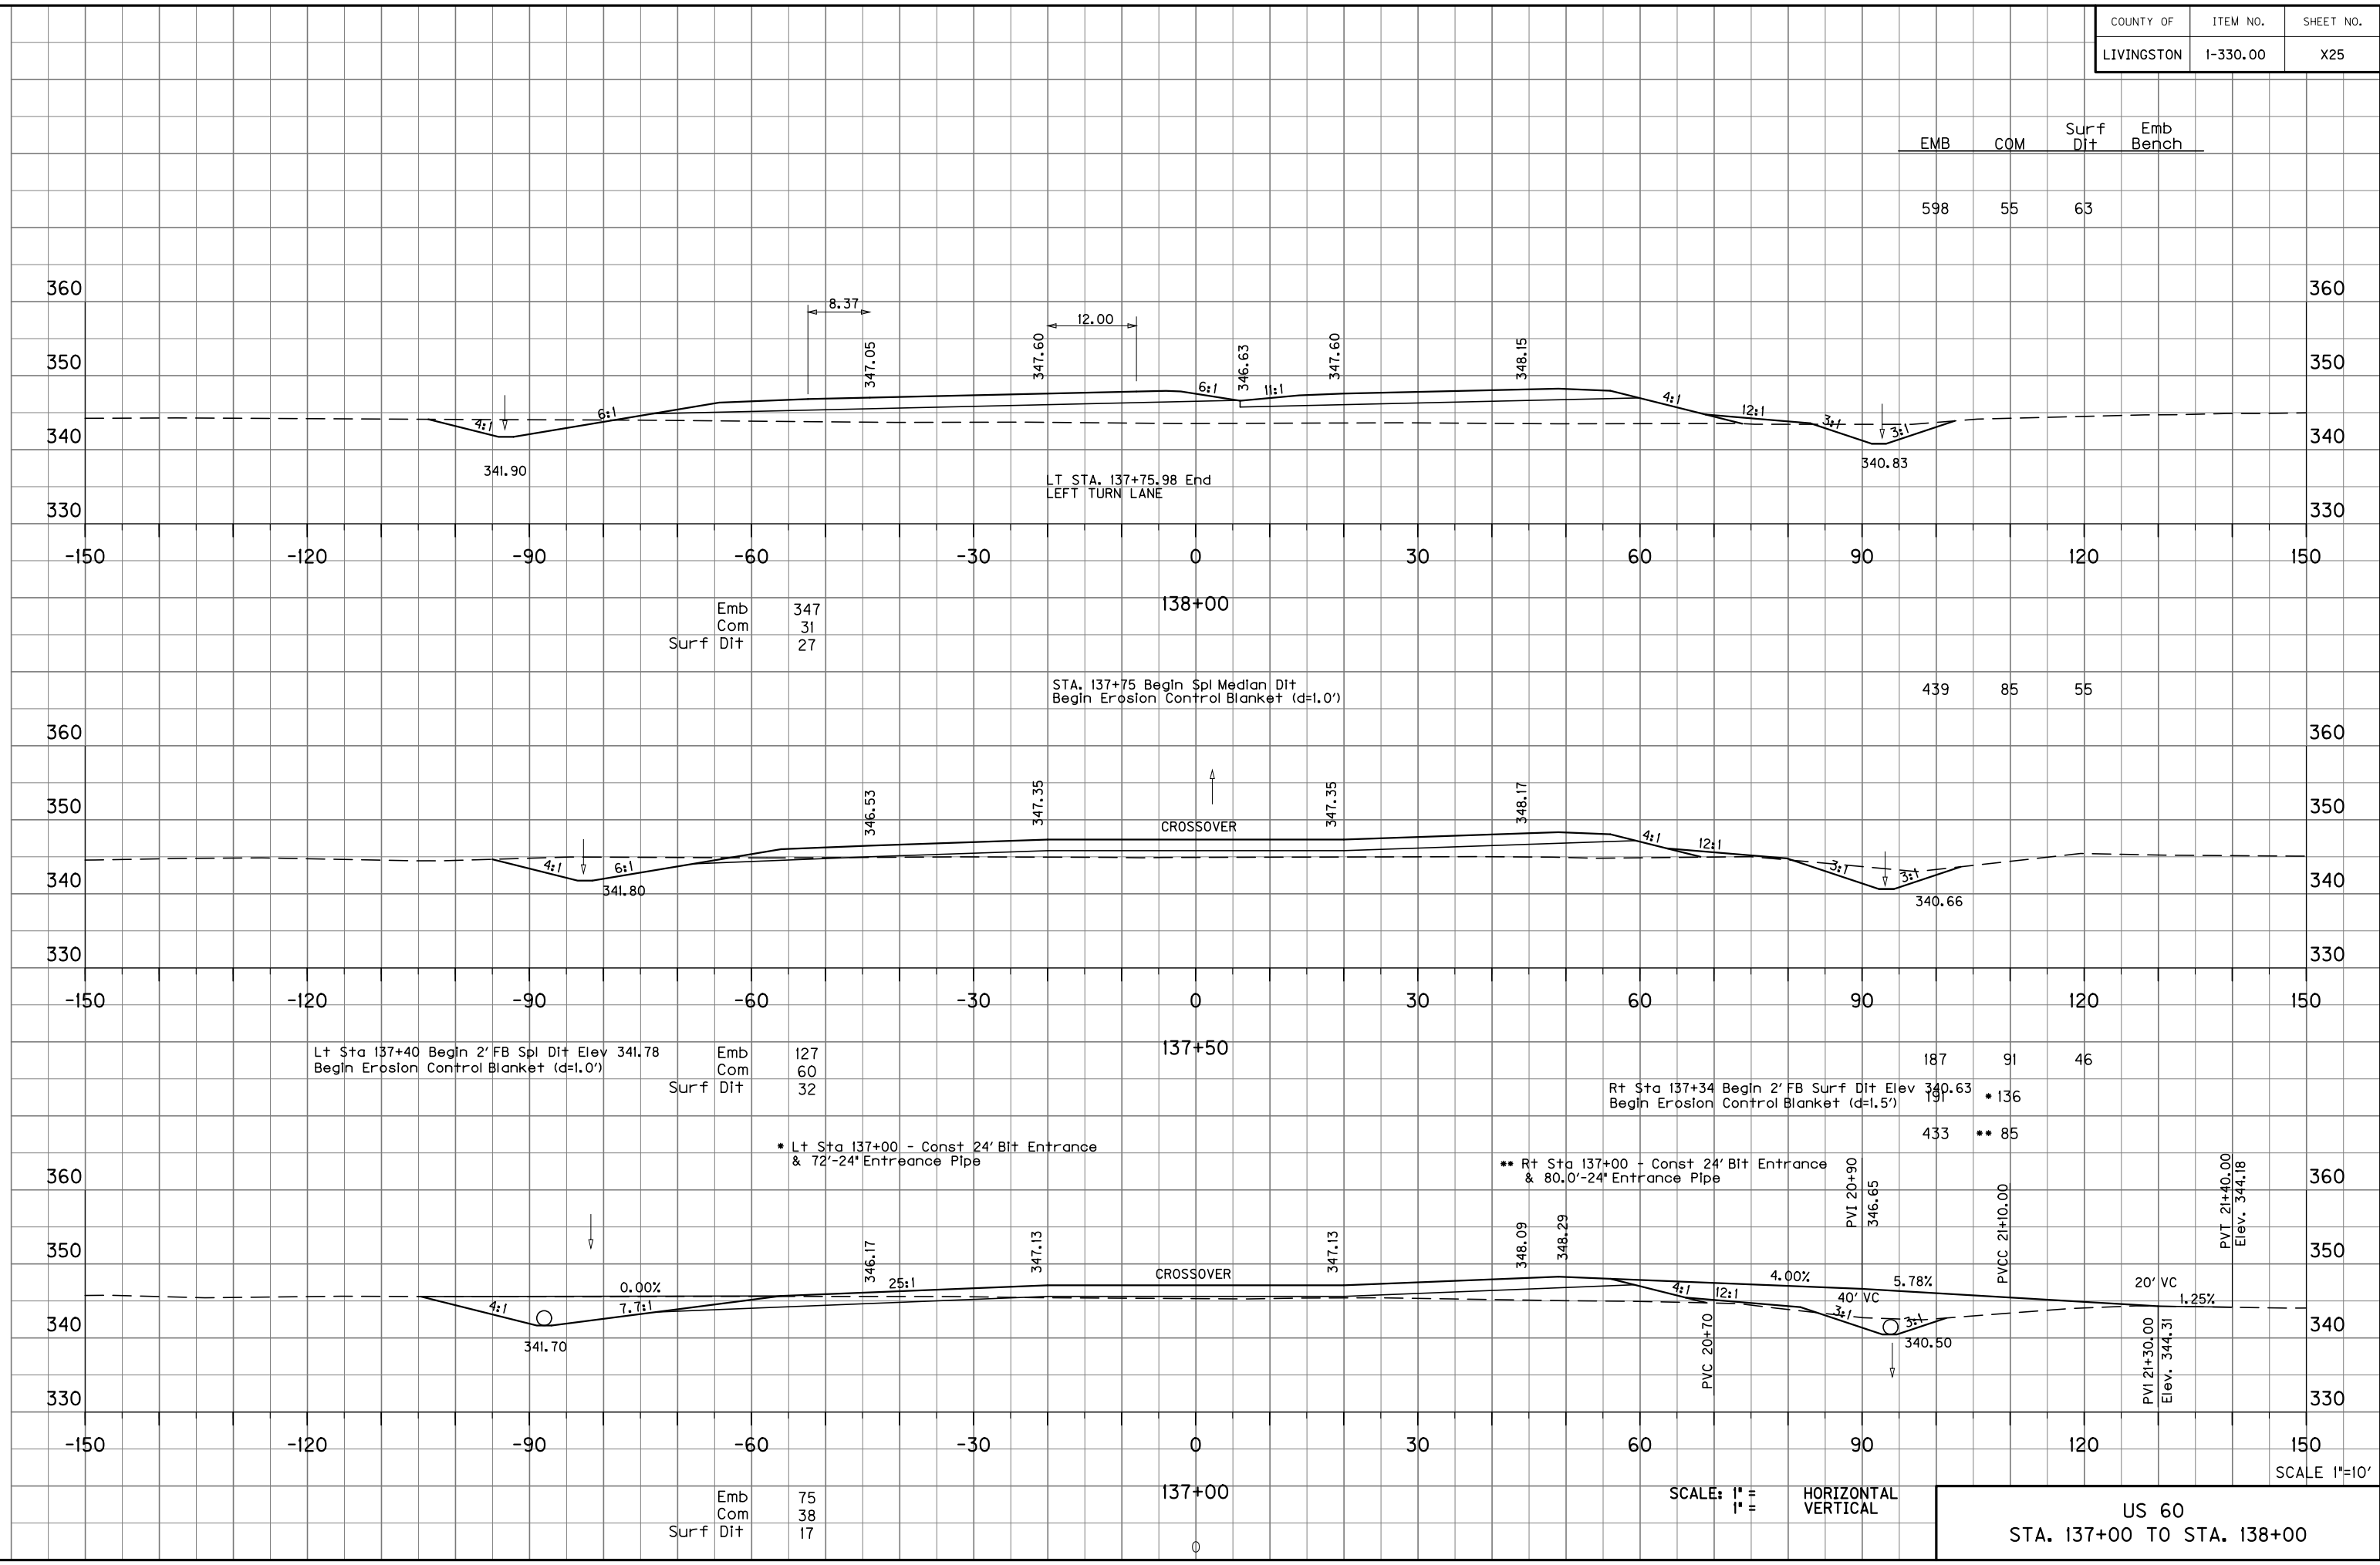 COUNTY OF ITEM NO. SHEET NO.
LIVINGSTON 1-330.00 X25
Surf Emb
EMB COM Dit Bench
598 55 63
360 360
8.37
12.00
347.05 347.60 346.63 347.60 348.15
350 350
6:1 11:1
4:1 6:1 4:1 12:1 3:1 3:1
340 340
341.90 340.83
LT STA. 137+75.98 End
LEFT TURN LANE
330 330
-150 -120 -90 -60 -30 0 30 60 90 120 150
138+00
Emb 347
Com 31
Surf Dit 27
STA. 137+75 Begin Spl Median Dit
Begin Erosion Control Blanket (d=1.0')
439 85 55
360 360
346.53 347.35 347.35 348.17
350 350
CROSSOVER
4:1 6:1 4:1 12:1 3:1 3:1
340 340
341.80 340.66
330 330
-150 -120 -90 -60 -30 0 30 60 90 120 150
137+50
Lt Sta 137+40 Begin 2' FB Spl Dit Elev 341.78
Begin Erosion Control Blanket (d=1.0')
Emb 127
Com 60
Surf Dit 32
187 91 46
Rt Sta 137+34 Begin 2' FB Surf Dit Elev 340.63
Begin Erosion Control Blanket (d=1.5')
191 * 136
433 ** 85
* Lt Sta 137+00 - Const 24' Bit Entrance
& 72'-24" Entreance Pipe
** Rt Sta 137+00 - Const 24' Bit Entrance
& 80.0'-24" Entrance Pipe
360 360
PVI 20+90
346.65
PVCC 21+10.00
PVT 21+40.00
Elev. 344.18
346.17 347.13 347.13 348.09 348.29
350 350
CROSSOVER
0.00% 25:1 4.00% 5.78% 20' VC
4:1 7.7:1 4:1 12:1 40' VC 3:1 3:1 1.25%
340 340
341.70 340.50
PVC 20+70
PVI 21+30.00
Elev. 344.31
330 330
-150 -120 -90 -60 -30 0 30 60 90 120 150
SCALE 1"=10'
137+00
Emb 75
Com 38
Surf Dit 17
0
SCALE: 1" = HORIZONTAL
1" = VERTICAL
US 60
STA. 137+00 TO STA. 138+00